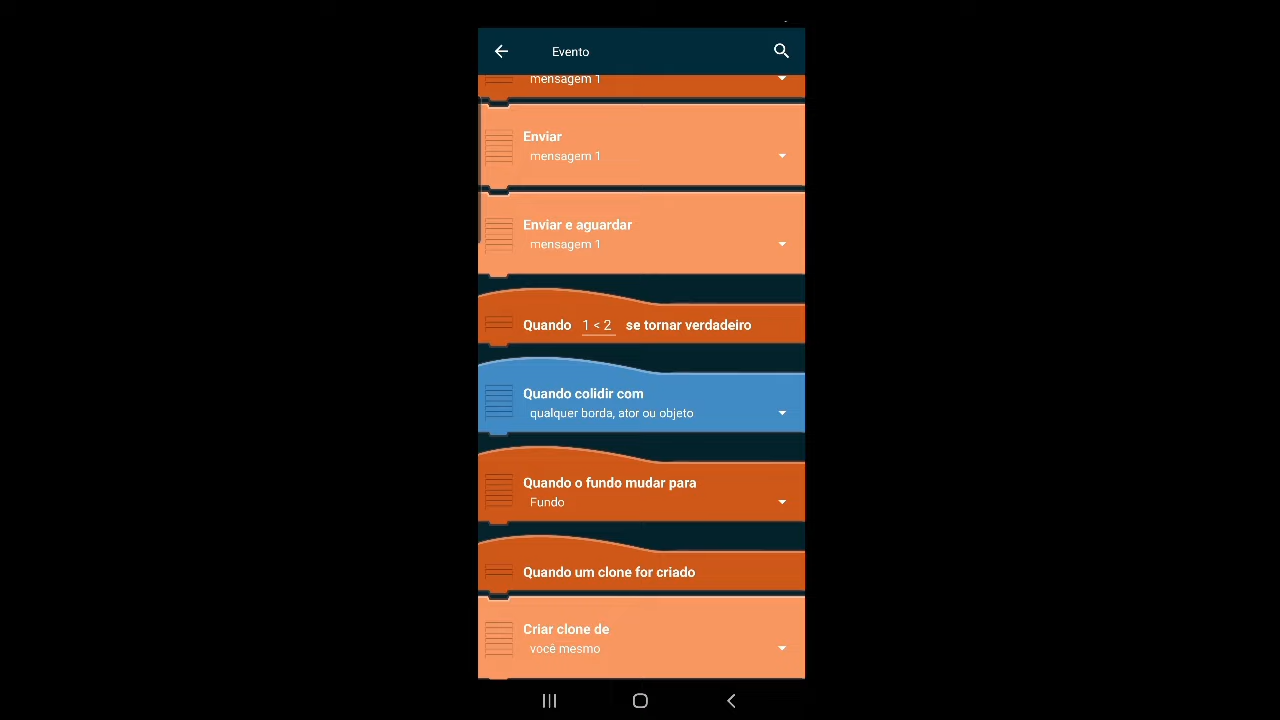 Evento
mensagem 1
Enviar
mensagem 1
Enviar e aguardar
mensagem 1
Quando 1 < 2 se tornar verdadeiro
Quando colidir com
qualquer borda, ator ou objeto
Quando o fundo mudar para
Fundo
Quando um clone for criado
Criar clone de
você mesmo